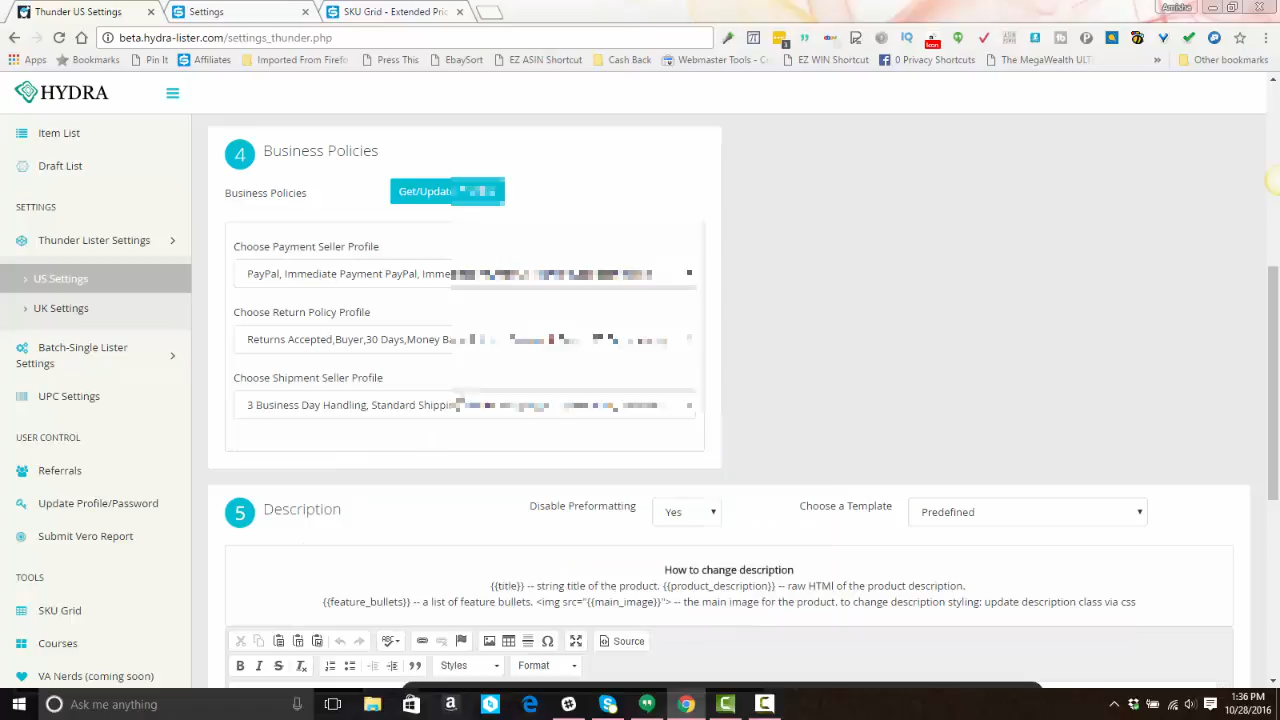 Thunder US Settings
Settings
SKU Grid - Extended Pric
Amisha
beta.hydra-lister.com/settings_thunder.php
Icon
Apps
Bookmarks
Pin It
Affiliates
Imported From Firefo
Press This
EbaySoft
EZ ASIN Shortcut
Cash Back
Webmaster Tools - Ce
EZ WIN Shortcut
0 Privacy Shortcuts
The MegaWealth ULT
»
Other bookmarks
HYDRA
Item List
Draft List
SETTINGS
Thunder Lister Settings
US Settings
UK Settings
Batch-Single Lister
Settings
UPC Settings
USER CONTROL
Referrals
Update Profile/Password
Submit Vero Report
TOOLS
SKU Grid
Courses
VA Nerds (coming soon)
4 Business Policies
Business Policies
Get/Update
Choose Payment Seller Profile
PayPal, Immediate Payment PayPal, Imme
Choose Return Policy Profile
Returns Accepted,Buyer,30 Days,Money Ba
Choose Shipment Seller Profile
3 Business Day Handling, Standard Shippin
5 Description
Disable Preformatting
Yes
Choose a Template
Predefined
How to change description
{{title}} -- string title of the product. {{product_description}} -- raw HTMl of the product description.
{{feature_bullets}} -- a list of feature bullets. <img src="{{main_image}}"> -- the main image for the product. to change description styling: update description class via css
Source
B I S
Styles
Format
Ask me anything
1:36 PM
10/28/2016